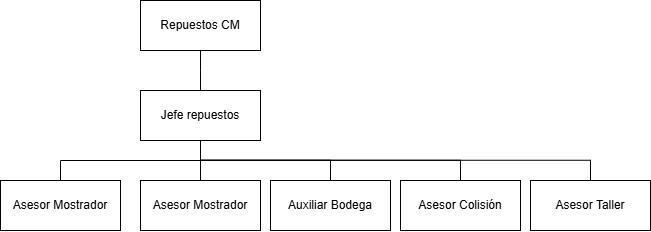 Repuestos CM
Jefe repuestos
Asesor Mostrador
Asesor Mostrador
Auxiliar Bodega
Asesor Colisión
Asesor Taller